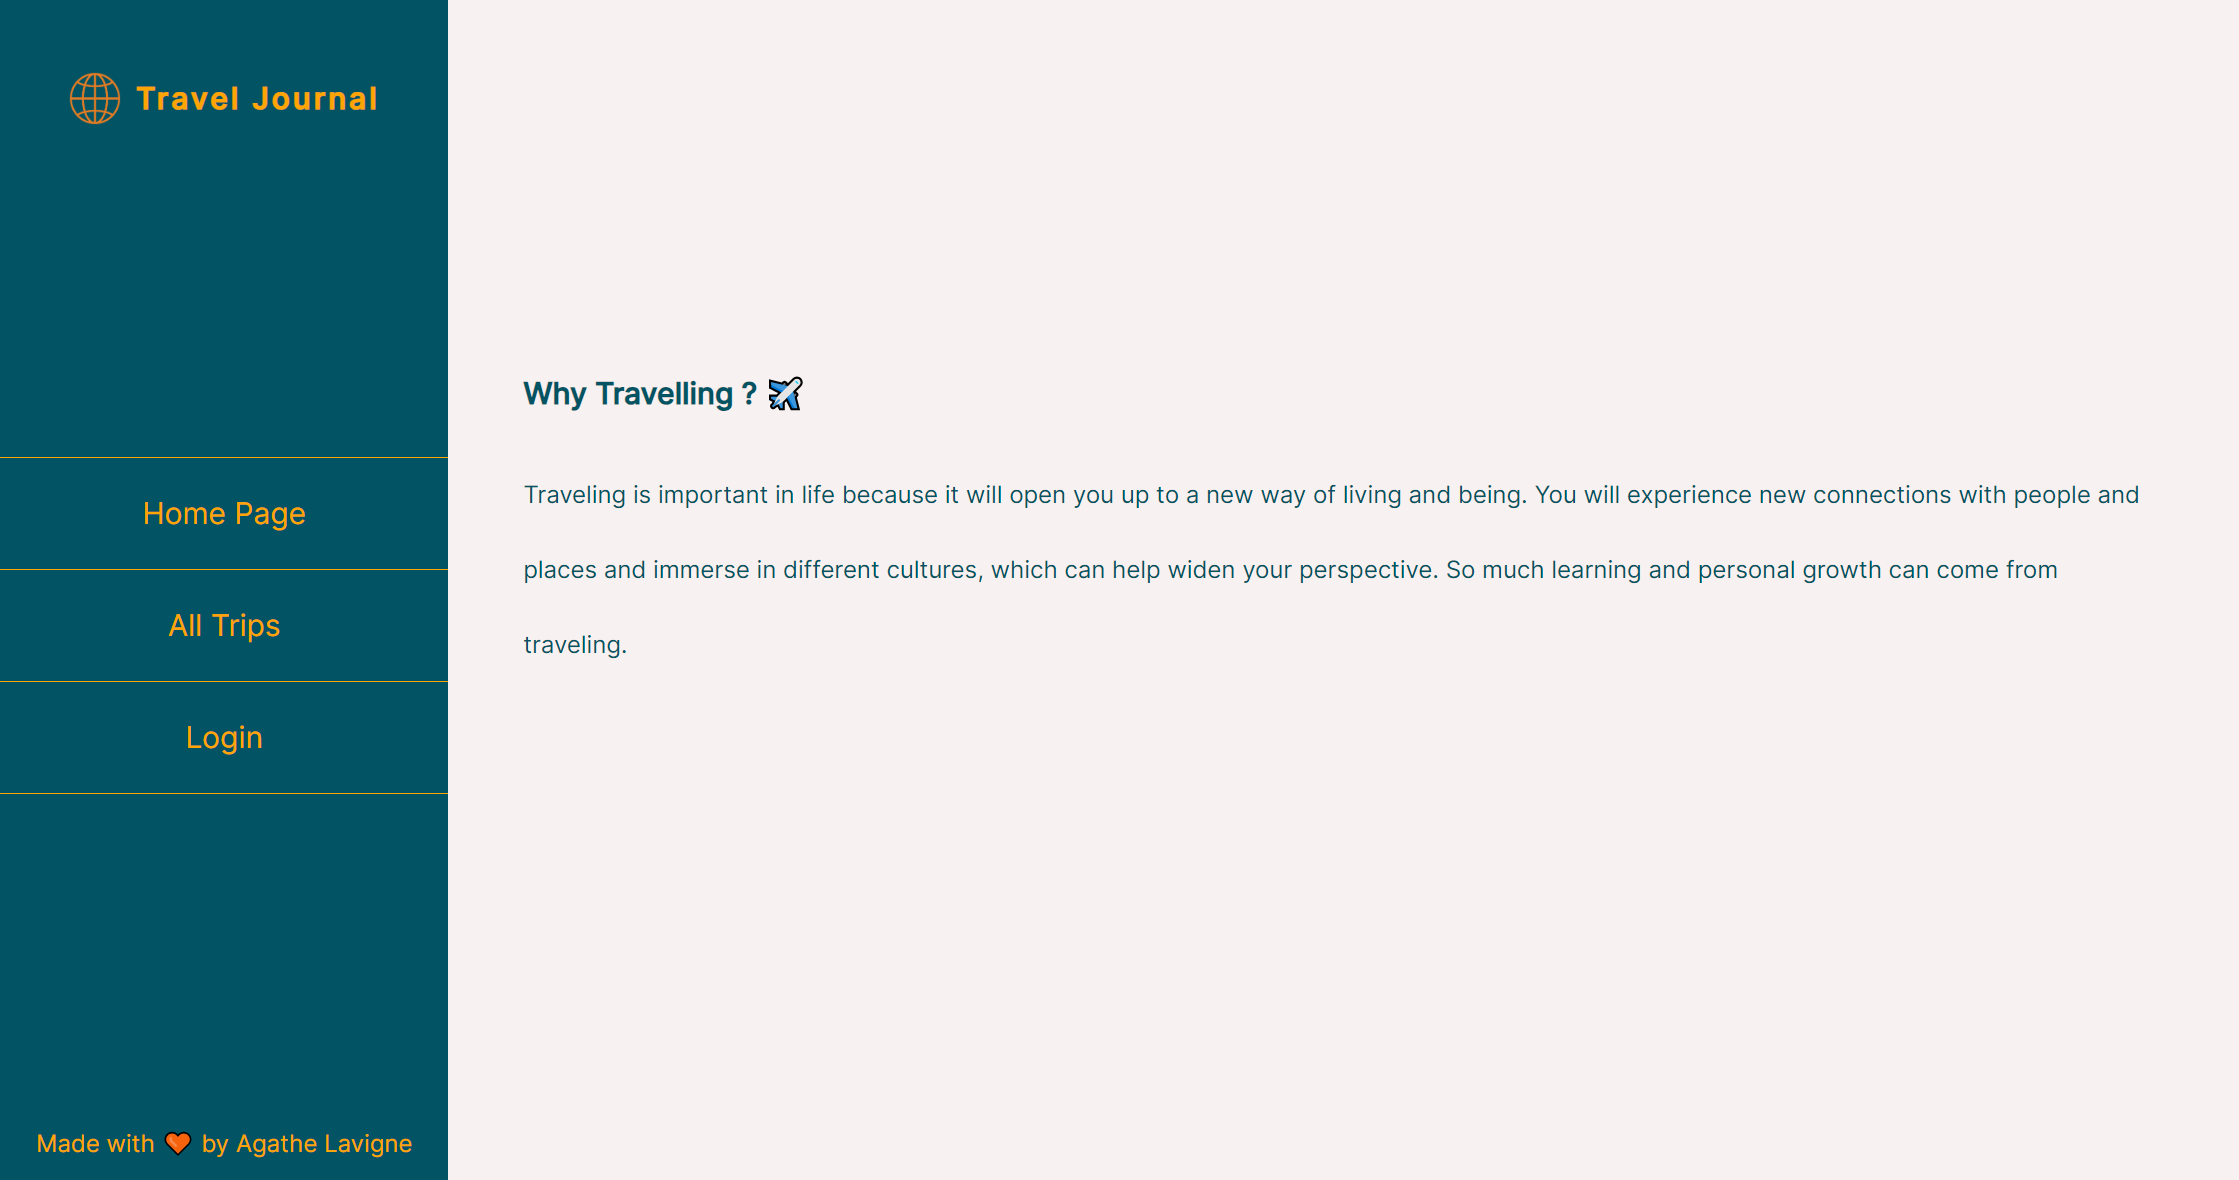 Travel Journal
Home Page
All Trips
Login
Made with 🧡 by Agathe Lavigne
Why Travelling ? ✈️
Traveling is important in life because it will open you up to a new way of living and being. You will experience new connections with people and
places and immerse in different cultures, which can help widen your perspective. So much learning and personal growth can come from
traveling.